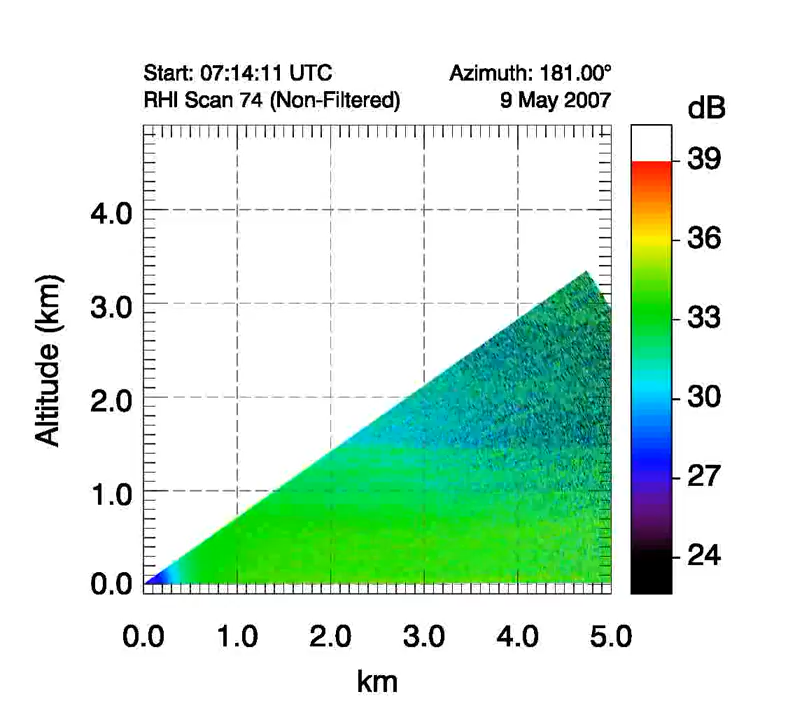 Start: 07:14:11 UTC
Azimuth: 181.00°
RHI Scan 74 (Non-Filtered)
9 May 2007
dB
39
36
33
30
27
24
Altitude (km)
4.0
3.0
2.0
1.0
0.0
0.0 1.0 2.0 3.0 4.0 5.0
km